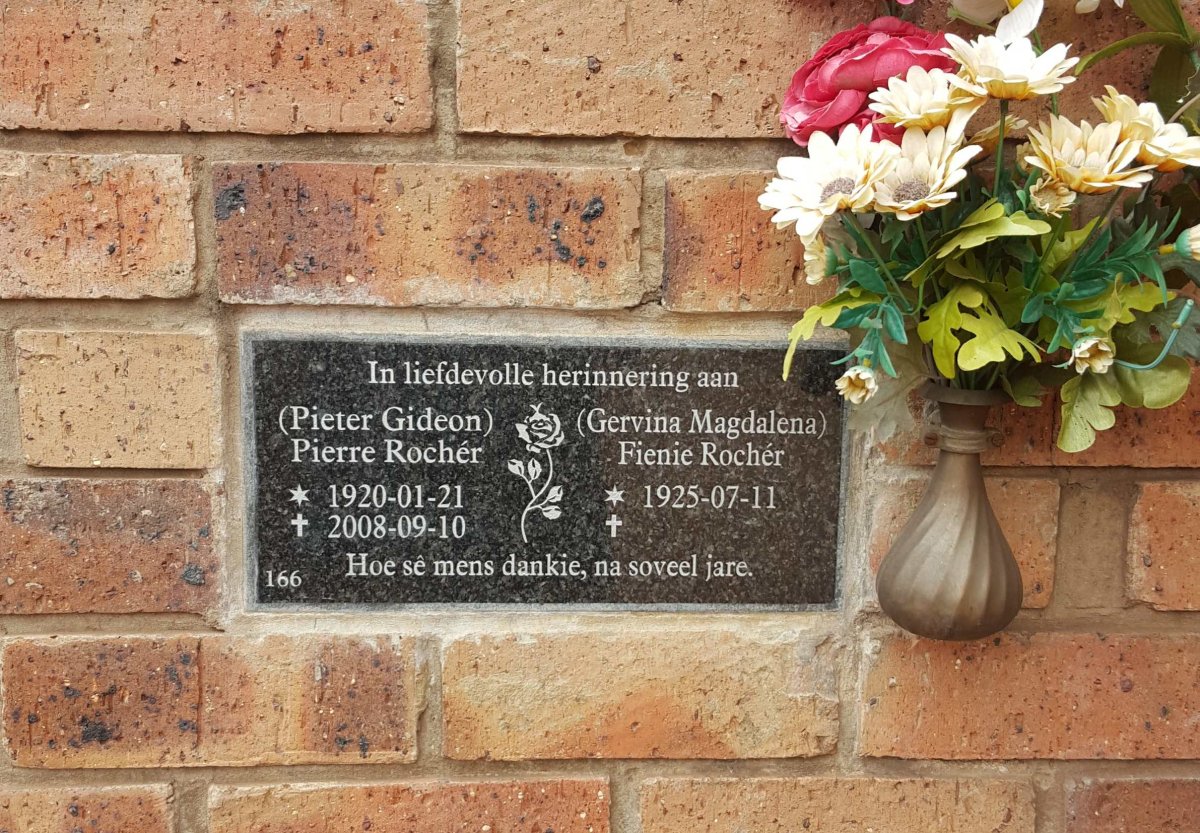 In liefdevolle herinnering aan
(Pieter Gideon) (Gervina Magdalena)
Pierre Rochér Fienie Rochér
✶ 1920-01-21 ✶ 1925-07-11
✝ 2008-09-10 ✝
Hoe sê mens dankie, na soveel jare.
166